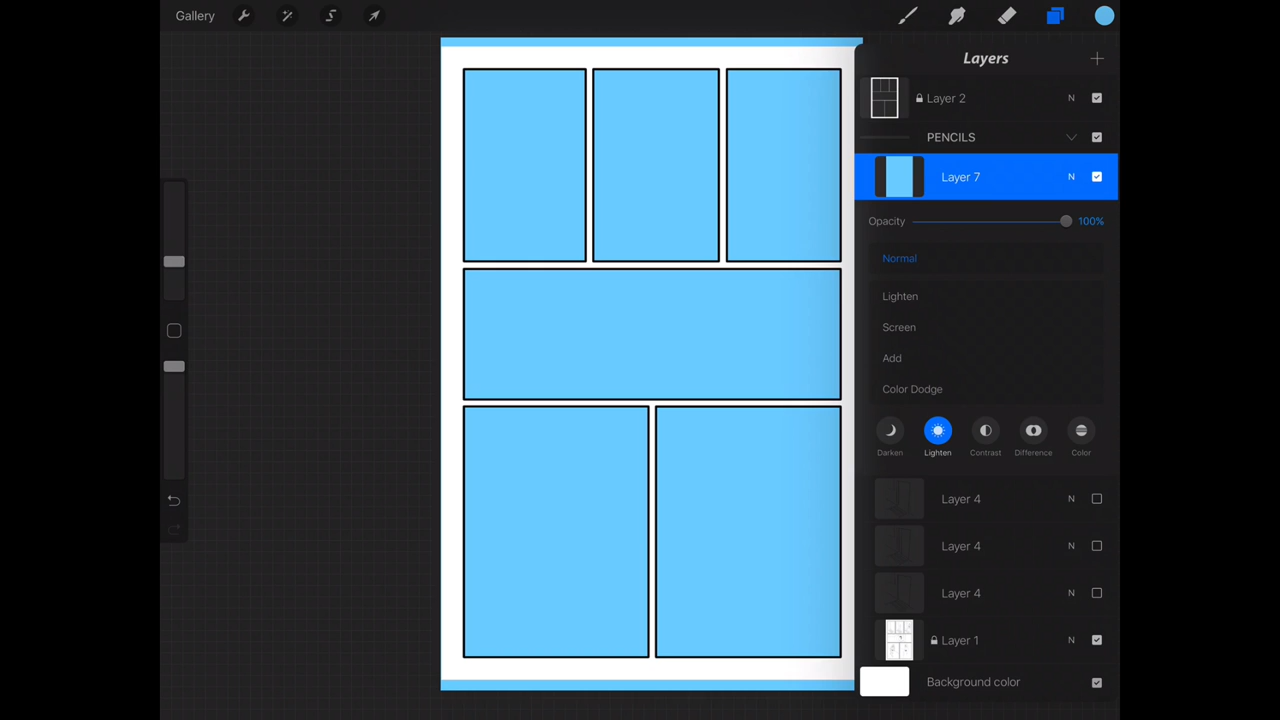 Gallery
Layers
Layer 2 N
PENCILS
Layer 7 N
Opacity 100%
Normal
Lighten
Screen
Add
Color Dodge
Darken Lighten Contrast Difference Color
Layer 4 N
Layer 4 N
Layer 4 N
Layer 1 N
Background color